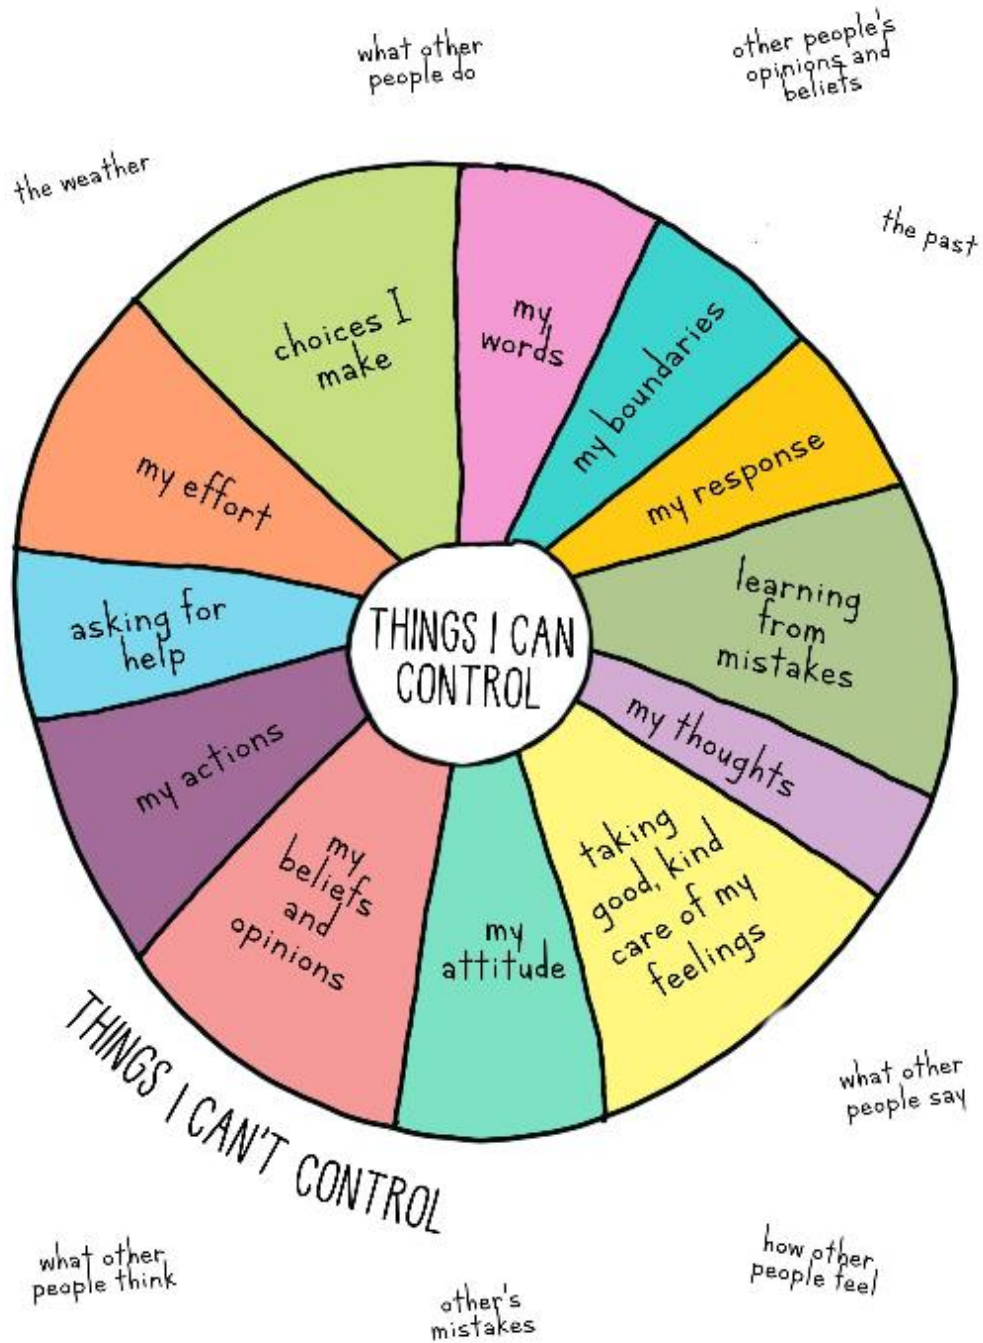 what other
people do
other people's
opinions and
beliefs
the weather
the past
choices I
make
my
words
my boundaries
my response
learning
from
mistakes
my thoughts
taking
good, kind
care of my
feelings
my
attitude
my
beliefs
and
opinions
my actions
asking for
help
my effort
THINGS I CAN
CONTROL
THINGS I CAN'T CONTROL
what other
people say
how other
people feel
other's
mistakes
what other
people think